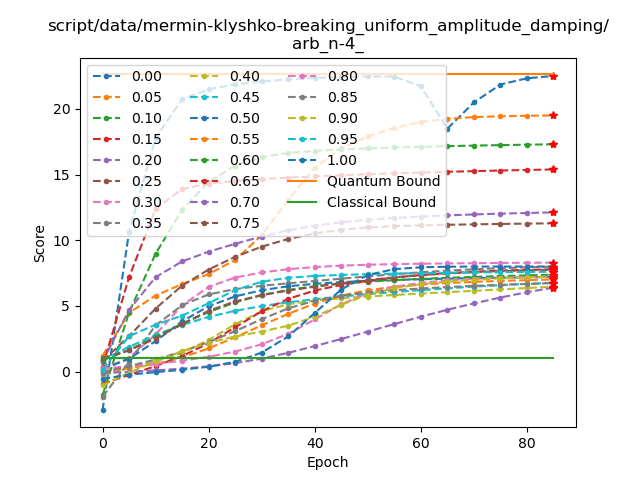 script/data/mermin-klyshko-breaking_uniform_amplitude_damping/
arb_n-4_
0.00 0.40 0.80
0.05 0.45 0.85
0.10 0.50 0.90
0.15 0.55 0.95
0.20 0.60 1.00
0.25 0.65 Quantum Bound
0.30 0.70 Classical Bound
0.35 0.75
20
15
10
5
0
Score
0 20 40 60 80
Epoch